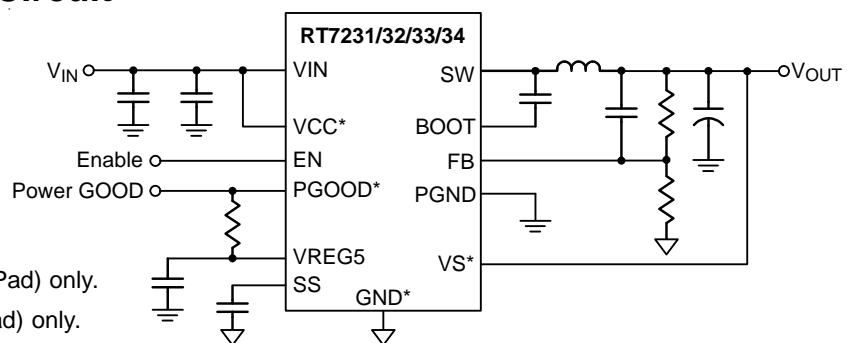 RT7231/32/33/34
VIN
VIN
SW
VOUT
VCC*
BOOT
Enable
EN
FB
Power GOOD
PGOOD*
PGND
VREG5
VS*
Pad) only.
SS
GND*
ad) only.